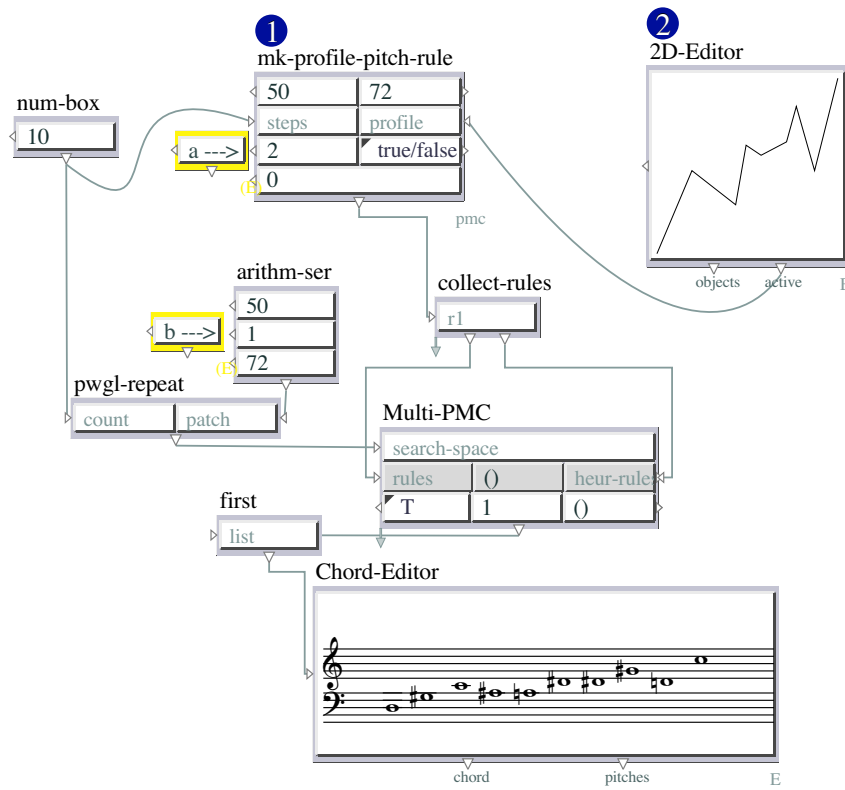 1
mk-profile-pitch-rule
50 72
steps profile
a ---> 2 true/false
(E) 0
pmc
2
2D-Editor
objects active E
num-box
10
arithm-ser
50
b ---> 1
(E) 72
collect-rules
r1
pwgl-repeat
count patch
Multi-PMC
search-space
rules () heur-rules
T 1 ()
first
list
Chord-Editor
chord pitches E